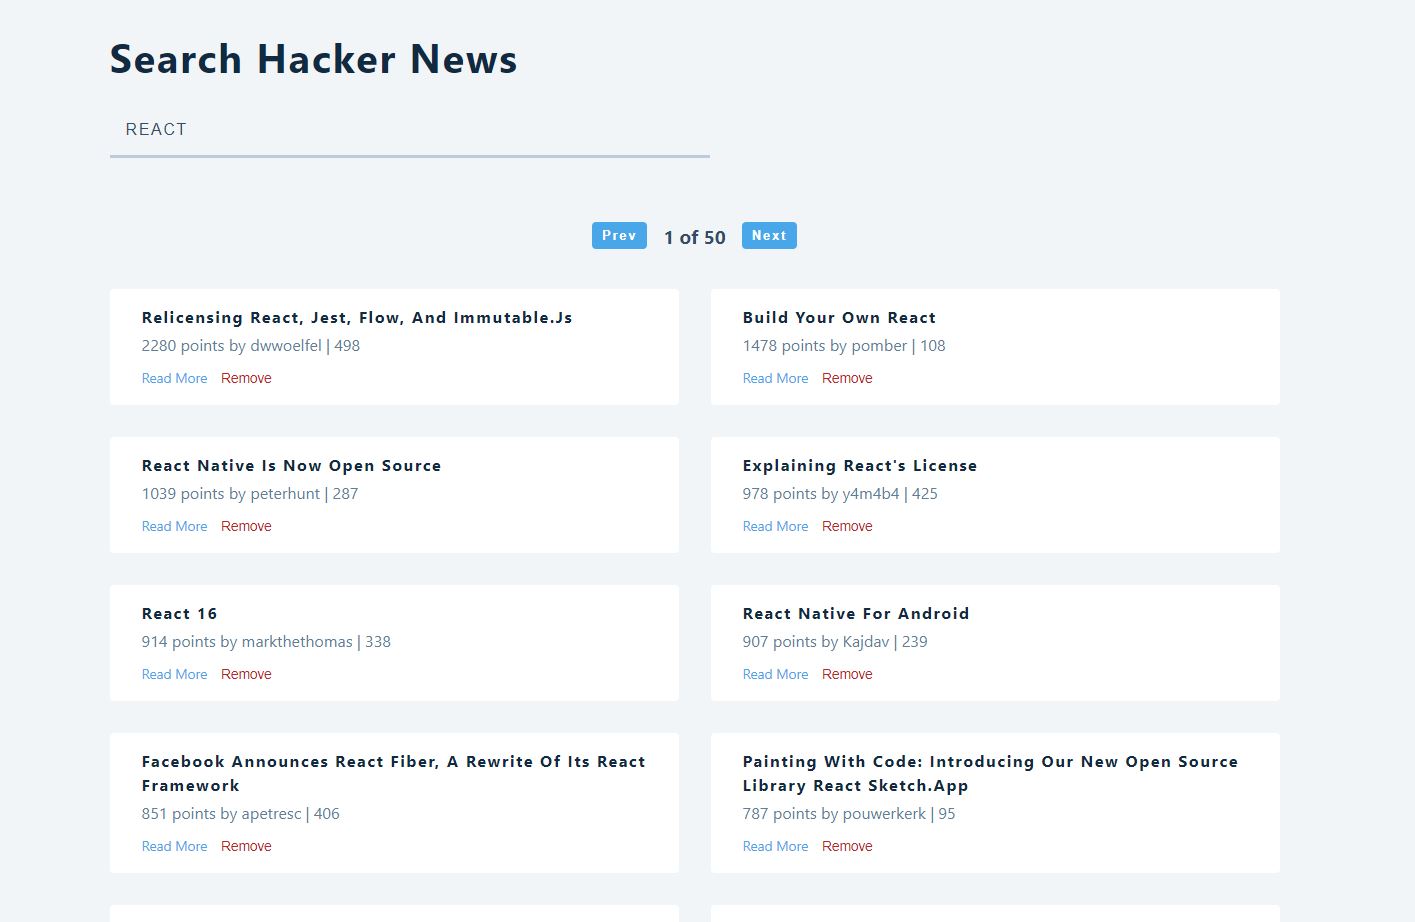 Search Hacker News
REACT
Prev 1 of 50 Next
Relicensing React, Jest, Flow, And Immutable.Js
2280 points by dwwoelfel | 498
Read More Remove
Build Your Own React
1478 points by pomber | 108
Read More Remove
React Native Is Now Open Source
1039 points by peterhunt | 287
Read More Remove
Explaining React's License
978 points by y4m4b4 | 425
Read More Remove
React 16
914 points by markthethomas | 338
Read More Remove
React Native For Android
907 points by Kajdav | 239
Read More Remove
Facebook Announces React Fiber, A Rewrite Of Its React
Framework
851 points by apetresc | 406
Read More Remove
Painting With Code: Introducing Our New Open Source
Library React Sketch.App
787 points by pouwerkerk | 95
Read More Remove